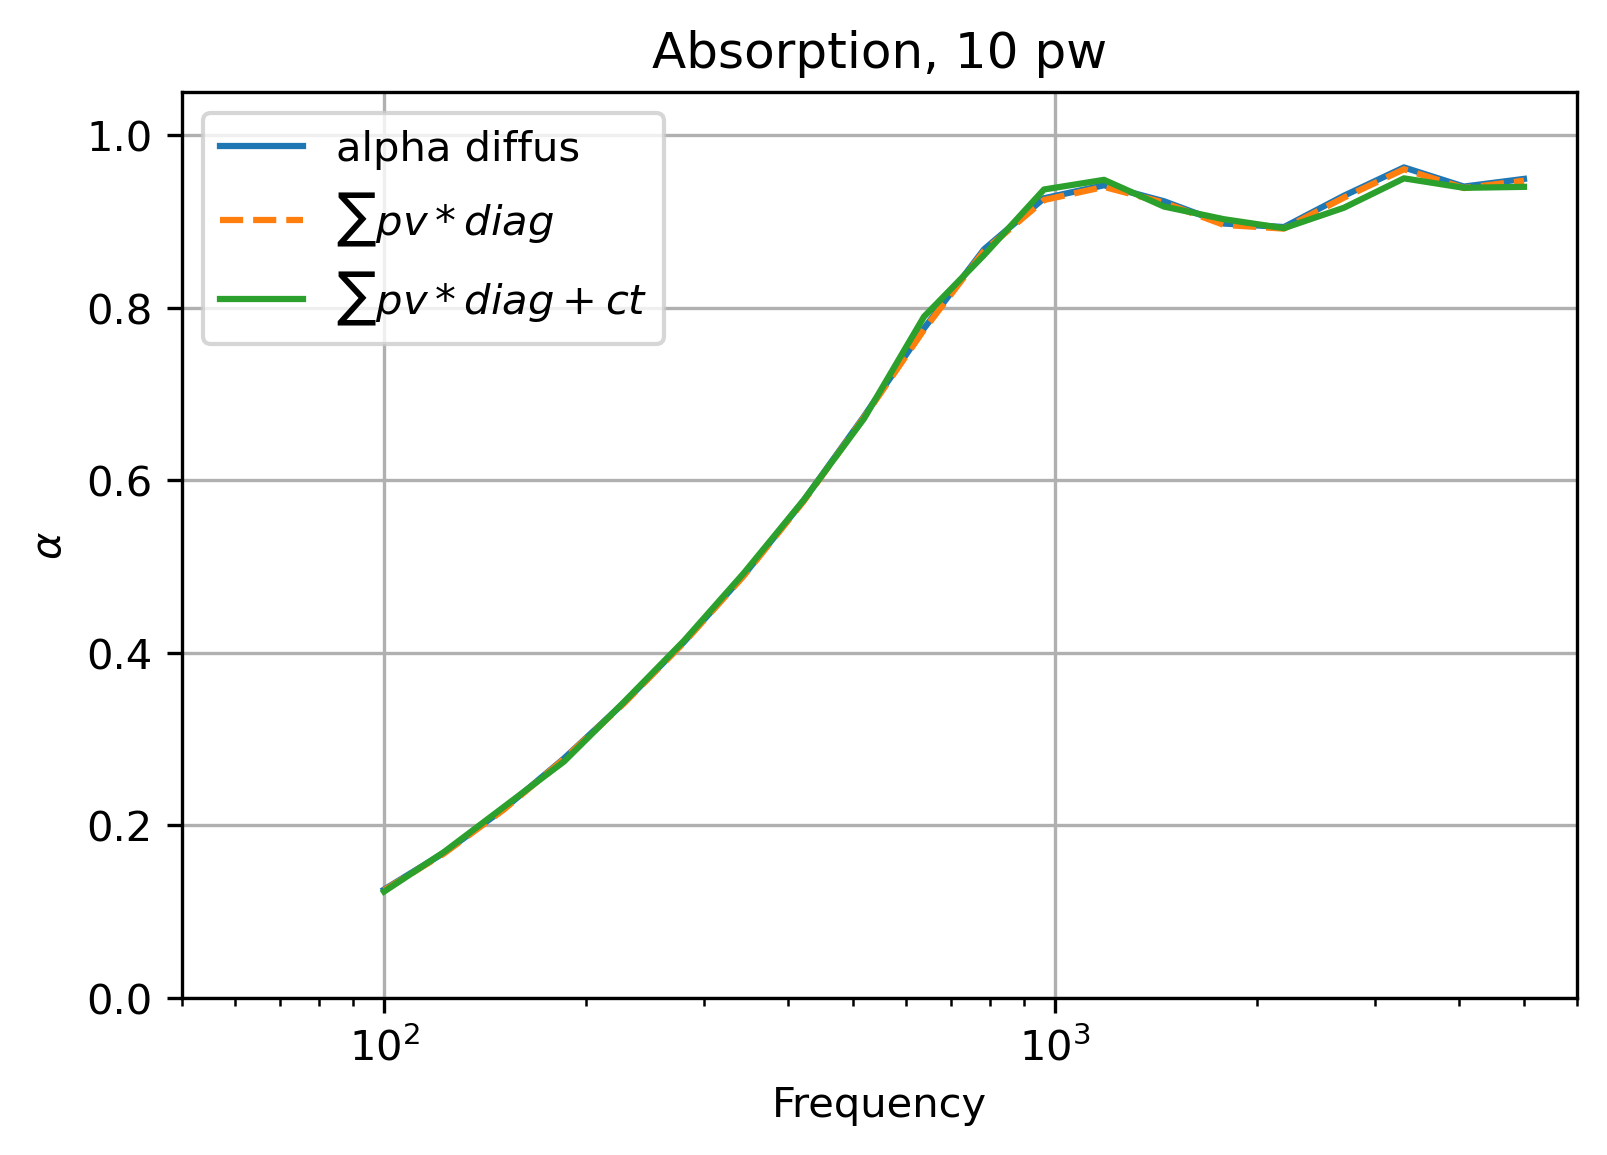 Absorption, 10 pw
alpha diffus
∑pv * diag
∑pv * diag + ct
1.0
0.8
0.6
0.4
0.2
0.0
α
10²
10³
Frequency